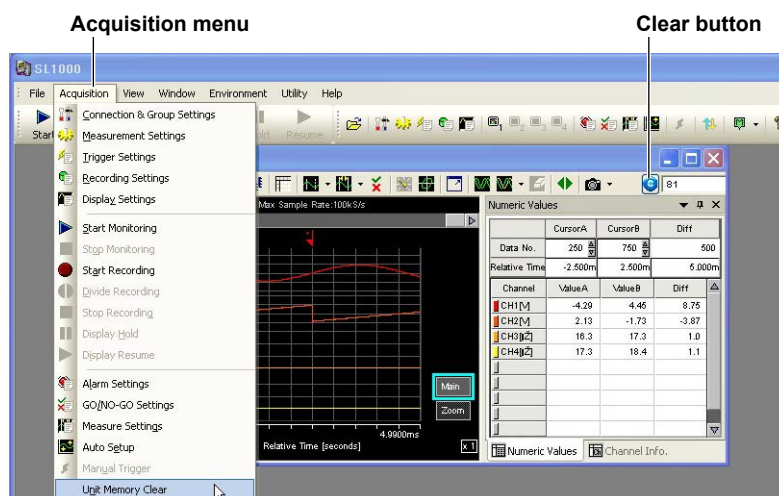 Acquisition menu Clear button
SL1000
File Acquisition View Window Environment Utility Help
Connection & Group Settings
Measurement Settings
Trigger Settings
Recording Settings
Display Settings
Start Monitoring
Stop Monitoring
Start Recording
Divide Recording
Stop Recording
Display Hold
Display Resume
Alarm Settings
GO/NO-GO Settings
Measure Settings
Auto Setup
Manual Trigger
Unit Memory Clear
Resume
81
Max Sample Rate:100kS/s
Main
Zoom
4.9900ms
Relative Time [seconds] x 1
Numeric Values
CursorA CursorB Diff
Data No. 250 750 500
Relative Time -2.500m 2.500m 5.000m
Channel ValueA ValueB Diff
CH1[V] -4.29 4.45 8.75
CH2[V] 2.13 -1.73 -3.87
CH3 16.3 17.3 1.0
CH4 17.3 18.4 1.1
Numeric Values Channel Info.